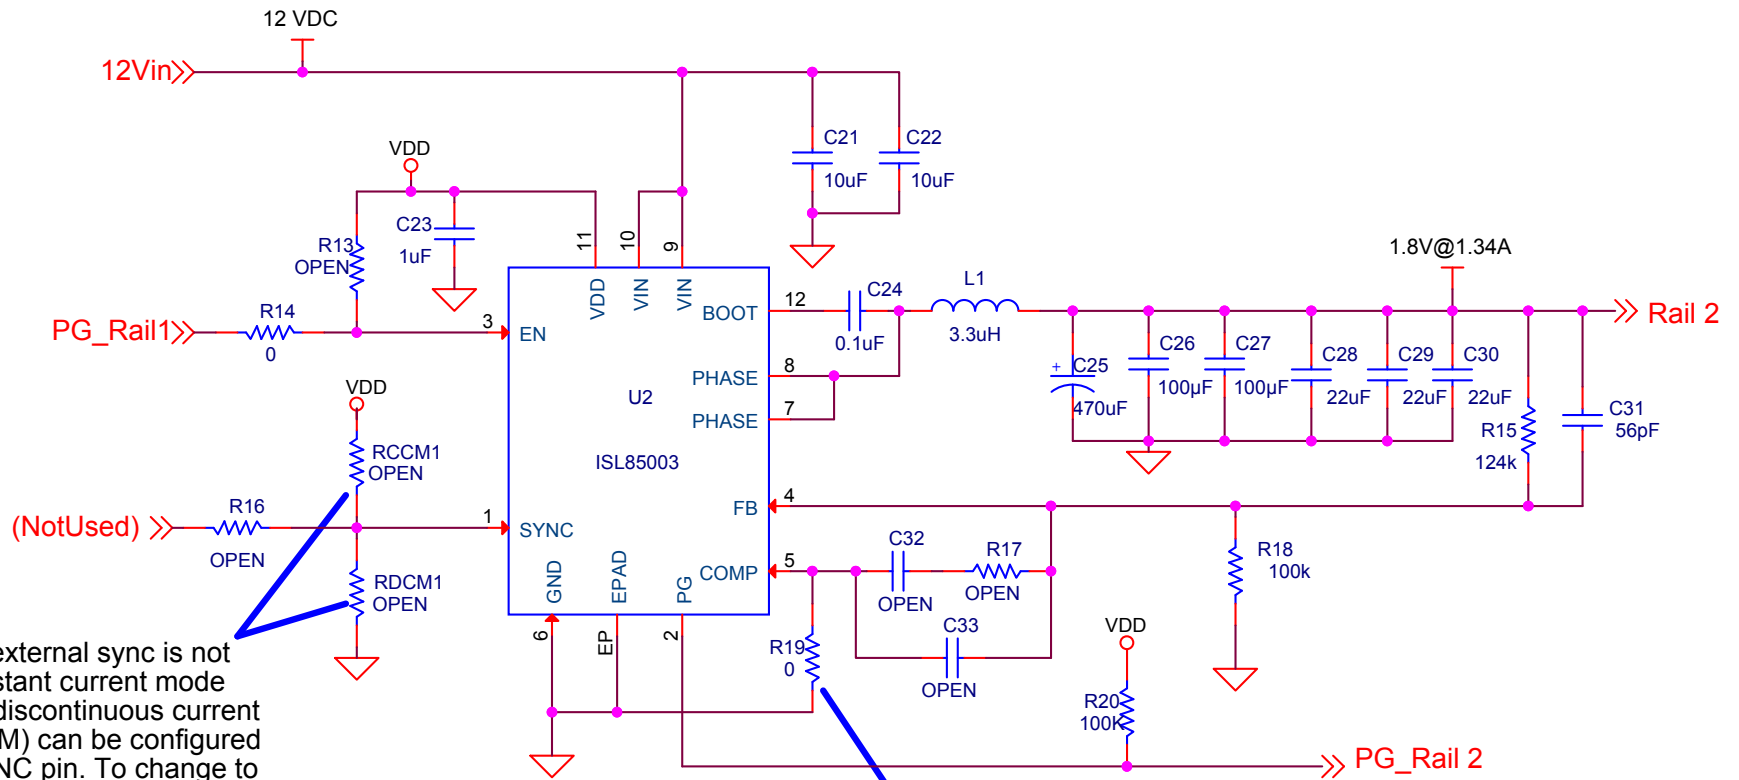 12 VDC
12Vin
VDD
C21
10uF
C22
10uF
C23
1uF
R13
OPEN
11
10
9
R14
0
PG_Rail1
3
EN
VDD
VIN
VIN
BOOT
12
C24
0.1uF
L1
3.3uH
1.8V@1.34A
Rail 2
PHASE
8
PHASE
7
U2
ISL85003
+
C25
470uF
C26
100µF
C27
100µF
C28
22uF
C29
22uF
C30
22uF
R15
124k
C31
56pF
VDD
RCCM1
OPEN
R16
OPEN
(NotUsed)
1
SYNC
RDCM1
OPEN
FB
4
COMP
5
C32
OPEN
R17
OPEN
C33
OPEN
R18
100k
GND
EPAD
PG
6
EP
2
R19
0
VDD
R20
100K
PG_Rail 2
external sync is not
stant current mode
discontinuous current
M) can be configured
NC pin. To change to